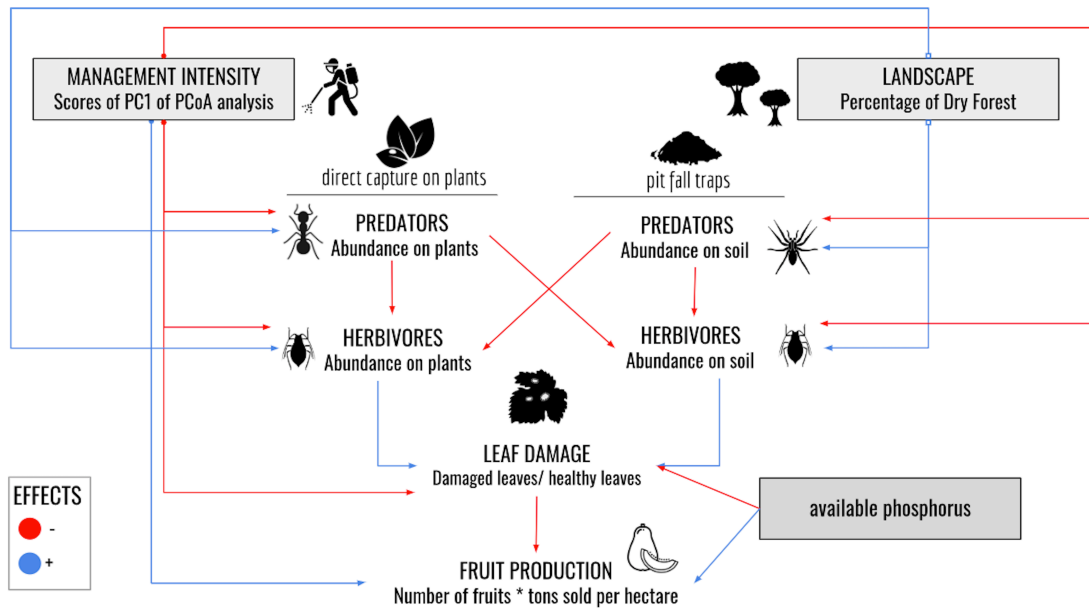 MANAGEMENT INTENSITY
Scores of PC1 of PCoA analysis
LANDSCAPE
Percentage of Dry Forest
direct capture on plants
pit fall traps
PREDATORS
Abundance on plants
PREDATORS
Abundance on soil
HERBIVORES
Abundance on plants
HERBIVORES
Abundance on soil
LEAF DAMAGE
Damaged leaves/ healthy leaves
EFFECTS
-
+
available phosphorus
FRUIT PRODUCTION
Number of fruits * tons sold per hectare